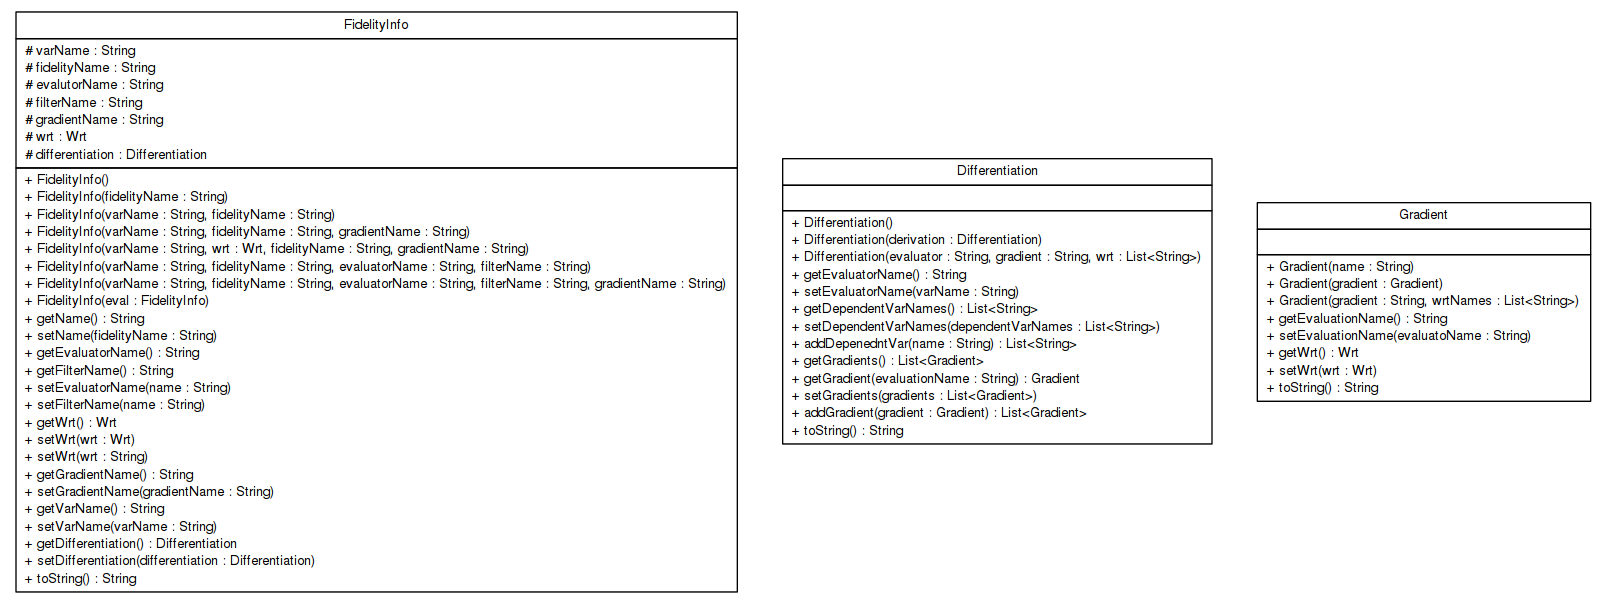 FidelityInfo
# varName : String
# fidelityName : String
# evalutorName : String
# filterName : String
# gradientName : String
# wrt : Wrt
# differentiation : Differentiation
+ FidelityInfo()
+ FidelityInfo(fidelityName : String)
+ FidelityInfo(varName : String, fidelityName : String)
+ FidelityInfo(varName : String, fidelityName : String, gradientName : String)
+ FidelityInfo(varName : String, wrt : Wrt, fidelityName : String, gradientName : String)
+ FidelityInfo(varName : String, fidelityName : String, evaluatorName : String, filterName : String)
+ FidelityInfo(varName : String, fidelityName : String, evaluatorName : String, filterName : String, gradientName : String)
+ FidelityInfo(eval : FidelityInfo)
+ getName() : String
+ setName(fidelityName : String)
+ getEvaluatorName() : String
+ getFilterName() : String
+ setEvaluatorName(name : String)
+ setFilterName(name : String)
+ getWrt() : Wrt
+ setWrt(wrt : Wrt)
+ setWrt(wrt : String)
+ getGradientName() : String
+ setGradientName(gradientName : String)
+ getVarName() : String
+ setVarName(varName : String)
+ getDifferentiation() : Differentiation
+ setDifferentiation(differentiation : Differentiation)
+ toString() : String
Differentiation
+ Differentiation()
+ Differentiation(derivation : Differentiation)
+ Differentiation(evaluator : String, gradient : String, wrt : List<String>)
+ getEvaluatorName() : String
+ setEvaluatorName(varName : String)
+ getDependentVarNames() : List<String>
+ setDependentVarNames(dependentVarNames : List<String>)
+ addDepenedntVar(name : String) : List<String>
+ getGradients() : List<Gradient>
+ getGradient(evaluationName : String) : Gradient
+ setGradients(gradients : List<Gradient>)
+ addGradient(gradient : Gradient) : List<Gradient>
+ toString() : String
Gradient
+ Gradient(name : String)
+ Gradient(gradient : Gradient)
+ Gradient(gradient : String, wrtNames : List<String>)
+ getEvaluationName() : String
+ setEvaluationName(evaluatoName : String)
+ getWrt() : Wrt
+ setWrt(wrt : Wrt)
+ toString() : String